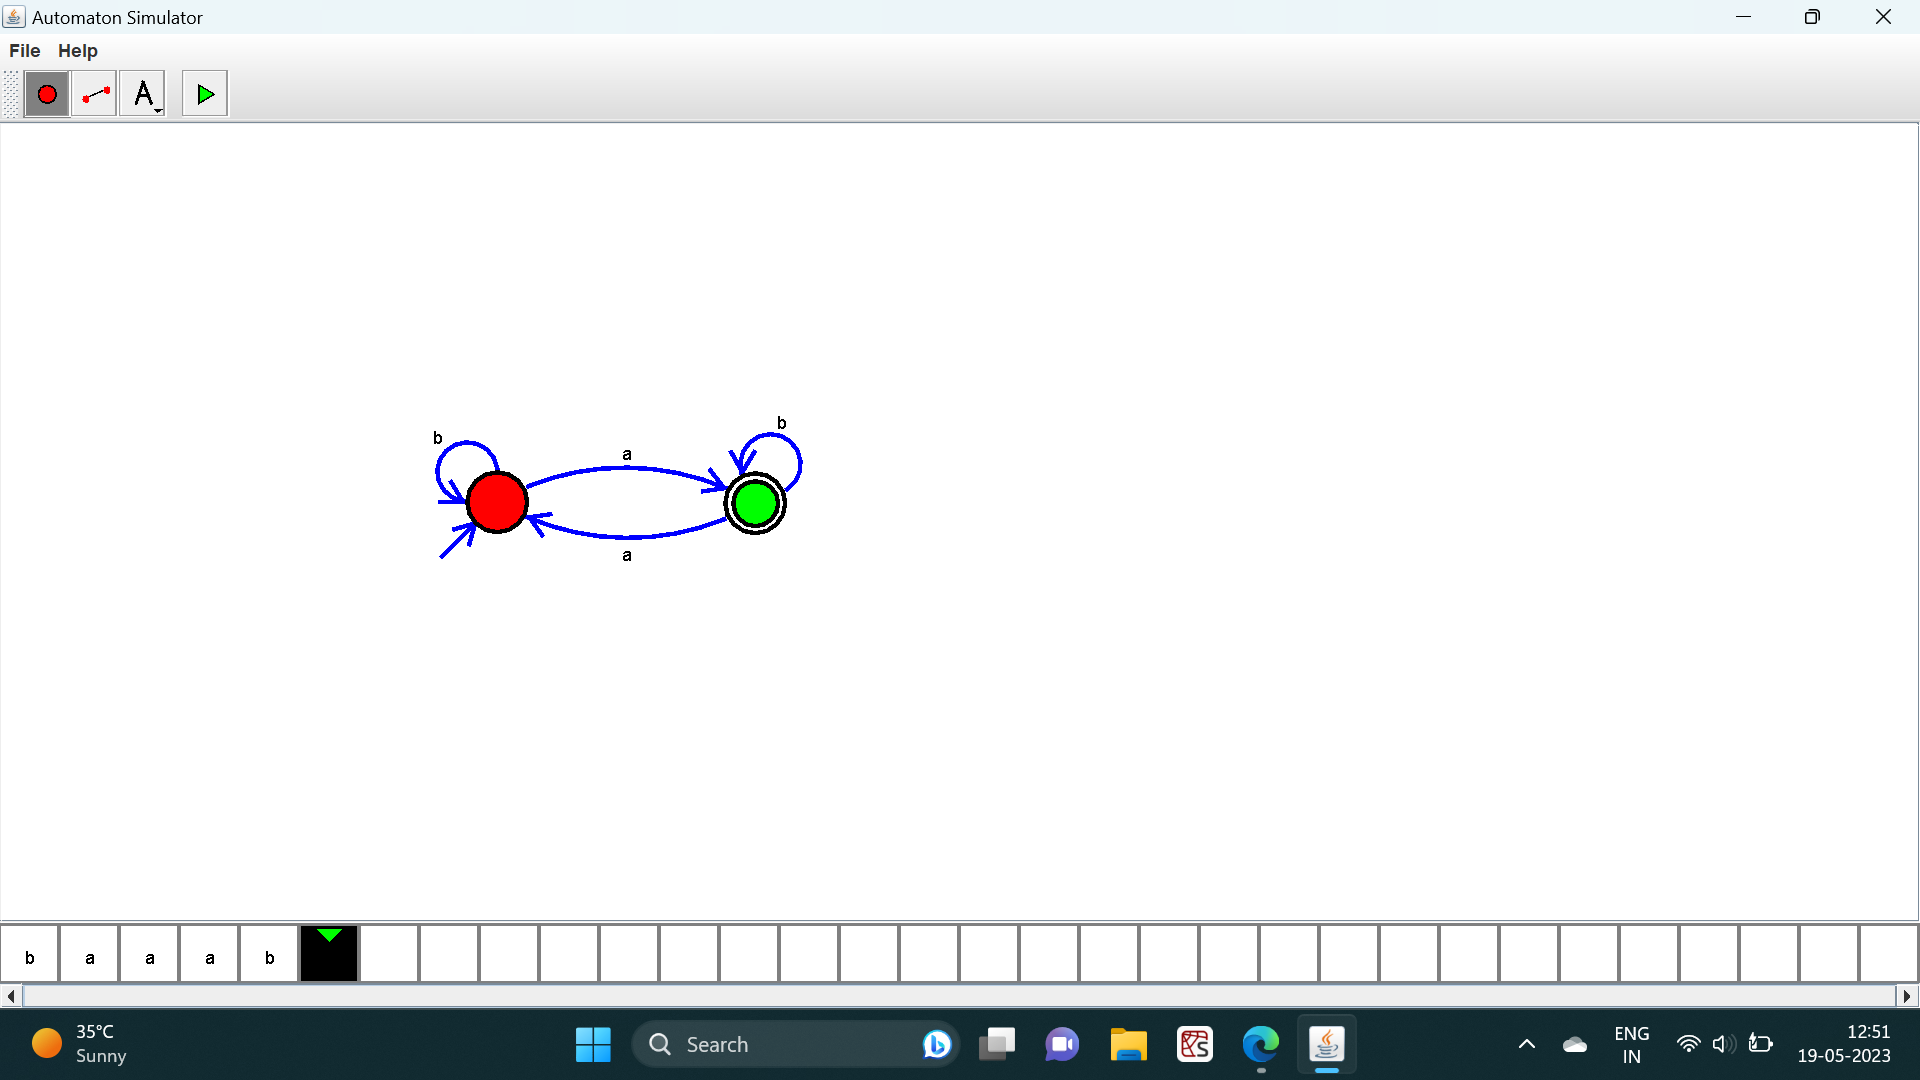 Automaton Simulator
File Help
A
b
b
a
a
b a a a b
35°C
Sunny
Search
ENG
IN
12:51
19-05-2023